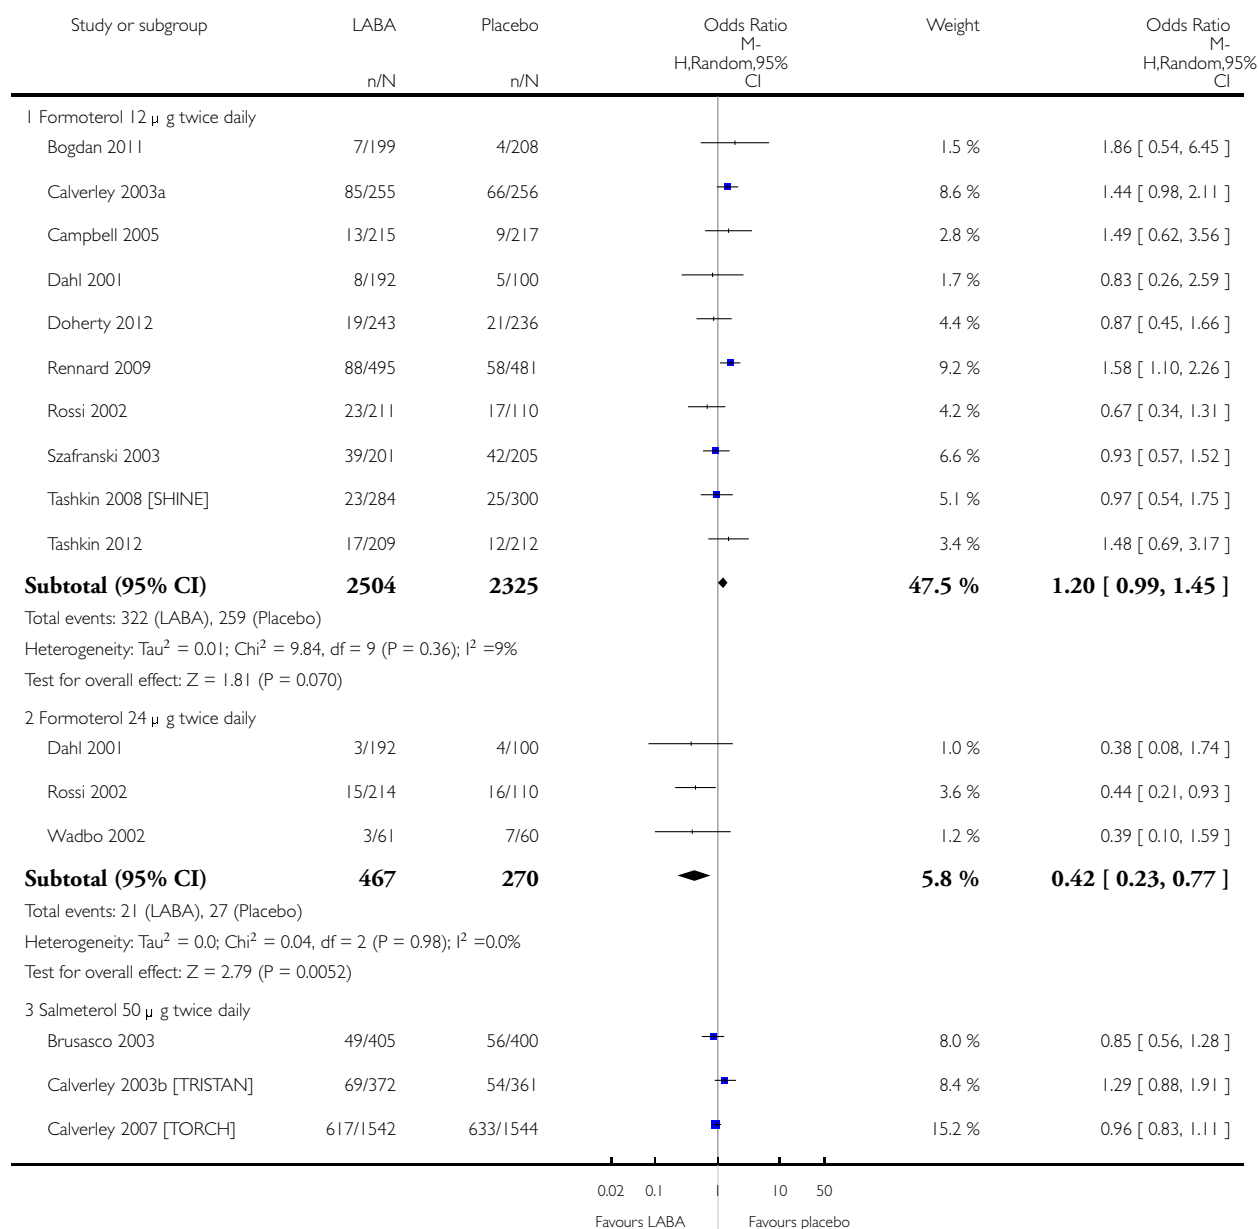 Study or subgroup LABA Placebo Odds Ratio Weight Odds Ratio
M- M-
H,Random,95% H,Random,95%
n/N n/N CI CI
1 Formoterol 12 μ g twice daily
Bogdan 2011 7/199 4/208 1.5 % 1.86 [ 0.54, 6.45 ]
Calverley 2003a 85/255 66/256 8.6 % 1.44 [ 0.98, 2.11 ]
Campbell 2005 13/215 9/217 2.8 % 1.49 [ 0.62, 3.56 ]
Dahl 2001 8/192 5/100 1.7 % 0.83 [ 0.26, 2.59 ]
Doherty 2012 19/243 21/236 4.4 % 0.87 [ 0.45, 1.66 ]
Rennard 2009 88/495 58/481 9.2 % 1.58 [ 1.10, 2.26 ]
Rossi 2002 23/211 17/110 4.2 % 0.67 [ 0.34, 1.31 ]
Szafranski 2003 39/201 42/205 6.6 % 0.93 [ 0.57, 1.52 ]
Tashkin 2008 [SHINE] 23/284 25/300 5.1 % 0.97 [ 0.54, 1.75 ]
Tashkin 2012 17/209 12/212 3.4 % 1.48 [ 0.69, 3.17 ]
Subtotal (95% CI) 2504 2325 47.5 % 1.20 [ 0.99, 1.45 ]
Total events: 322 (LABA), 259 (Placebo)
Heterogeneity: Tau² = 0.01; Chi² = 9.84, df = 9 (P = 0.36); I² =9%
Test for overall effect: Z = 1.81 (P = 0.070)
2 Formoterol 24 μ g twice daily
Dahl 2001 3/192 4/100 1.0 % 0.38 [ 0.08, 1.74 ]
Rossi 2002 15/214 16/110 3.6 % 0.44 [ 0.21, 0.93 ]
Wadbo 2002 3/61 7/60 1.2 % 0.39 [ 0.10, 1.59 ]
Subtotal (95% CI) 467 270 5.8 % 0.42 [ 0.23, 0.77 ]
Total events: 21 (LABA), 27 (Placebo)
Heterogeneity: Tau² = 0.0; Chi² = 0.04, df = 2 (P = 0.98); I² =0.0%
Test for overall effect: Z = 2.79 (P = 0.0052)
3 Salmeterol 50 μ g twice daily
Brusasco 2003 49/405 56/400 8.0 % 0.85 [ 0.56, 1.28 ]
Calverley 2003b [TRISTAN] 69/372 54/361 8.4 % 1.29 [ 0.88, 1.91 ]
Calverley 2007 [TORCH] 617/1542 633/1544 15.2 % 0.96 [ 0.83, 1.11 ]
0.02 0.1 1 10 50
Favours LABA Favours placebo